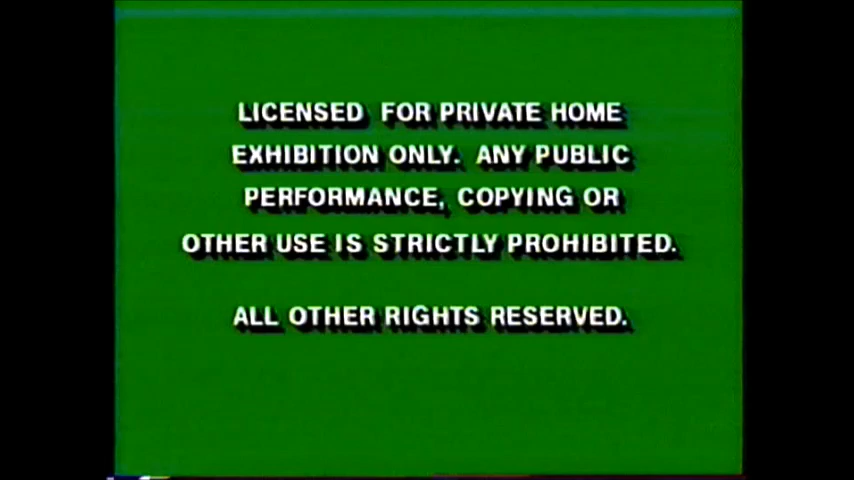 LICENSED FOR PRIVATE HOME
EXHIBITION ONLY. ANY PUBLIC
PERFORMANCE, COPYING OR
OTHER USE IS STRICTLY PROHIBITED.
ALL OTHER RIGHTS RESERVED.